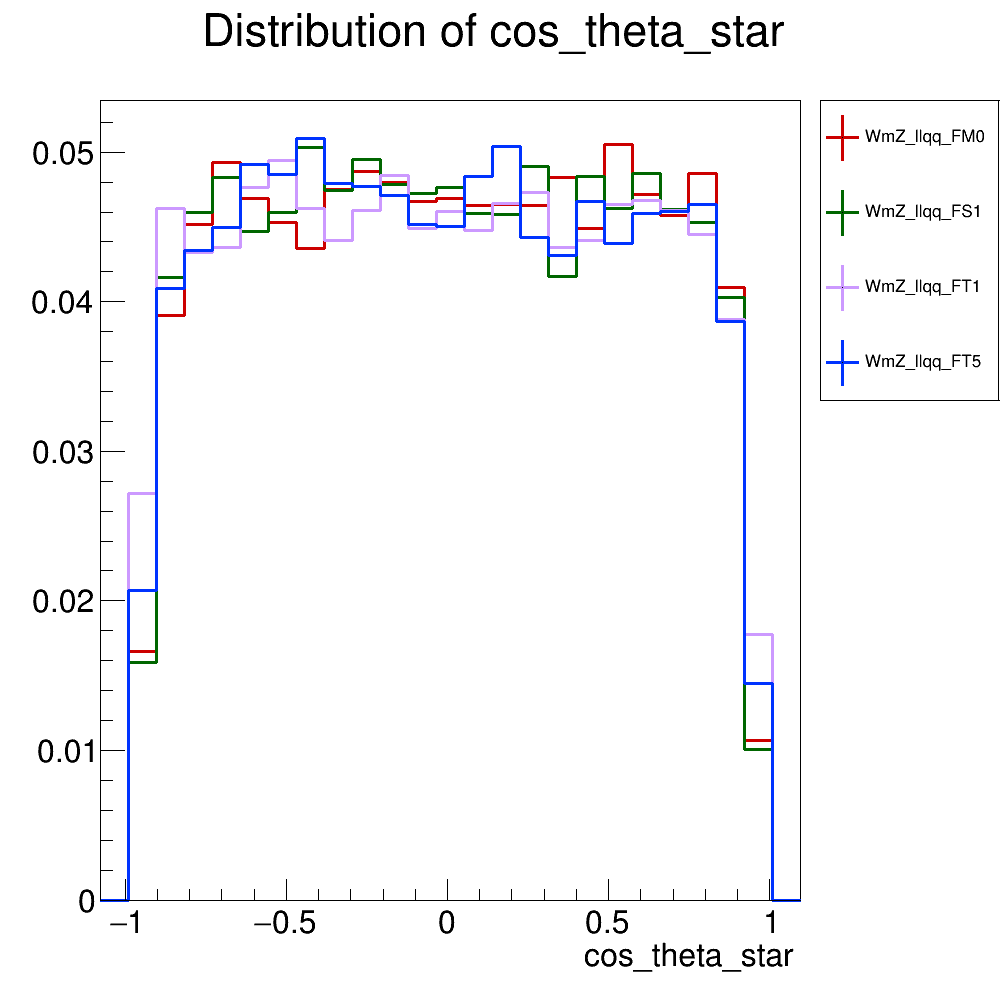 Distribution of cos_theta_star
0.05
0.04
0.03
0.02
0.01
0
−1
−0.5
0
0.5
1
cos_theta_star
WmZ_llqq_FM0
WmZ_llqq_FS1
WmZ_llqq_FT1
WmZ_llqq_FT5